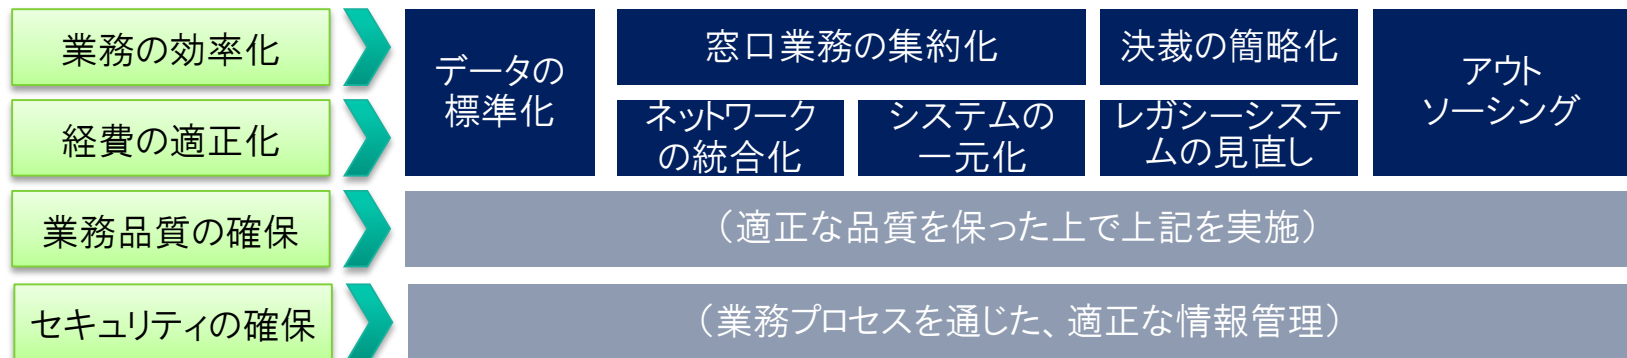 業務の効率化
データの
標準化
窓口業務の集約化
決裁の簡略化
アウト
ソーシング
経費の適正化
ネットワーク
の統合化
システムの
一元化
レガシーシステ
ムの見直し
業務品質の確保
（適正な品質を保った上で上記を実施）
セキュリティの確保
（業務プロセスを通じた、適正な情報管理）